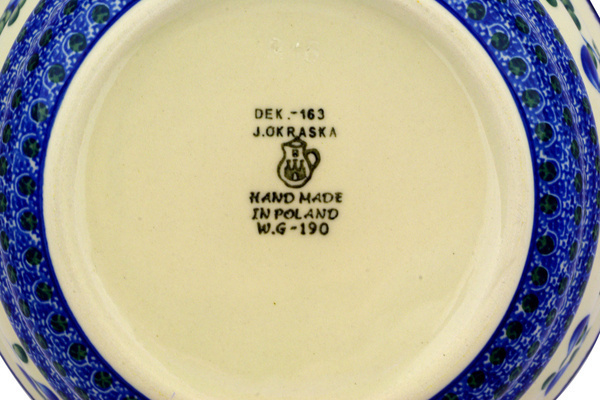 DEK.-163
J.OKRASKA
HAND MADE
IN POLAND
W.G-190